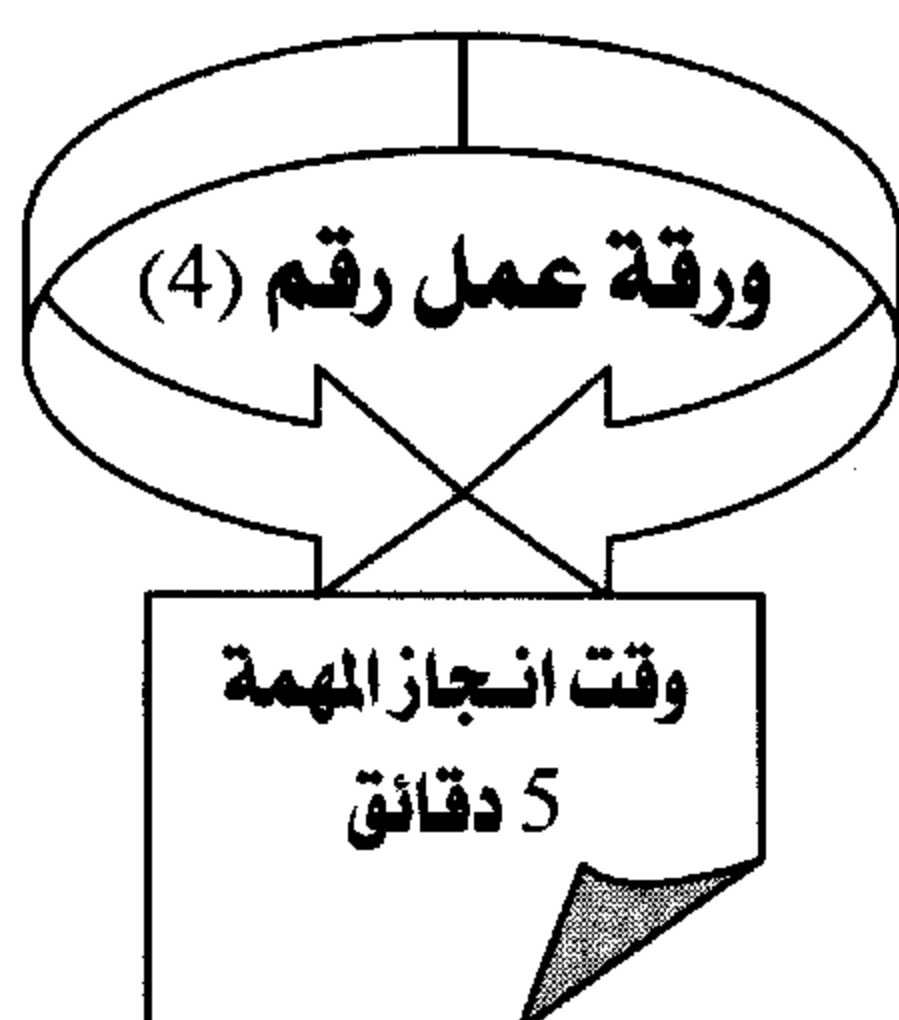 ورقة عمل رقم (4)
وقت انجاز المهمة
5 دقائق